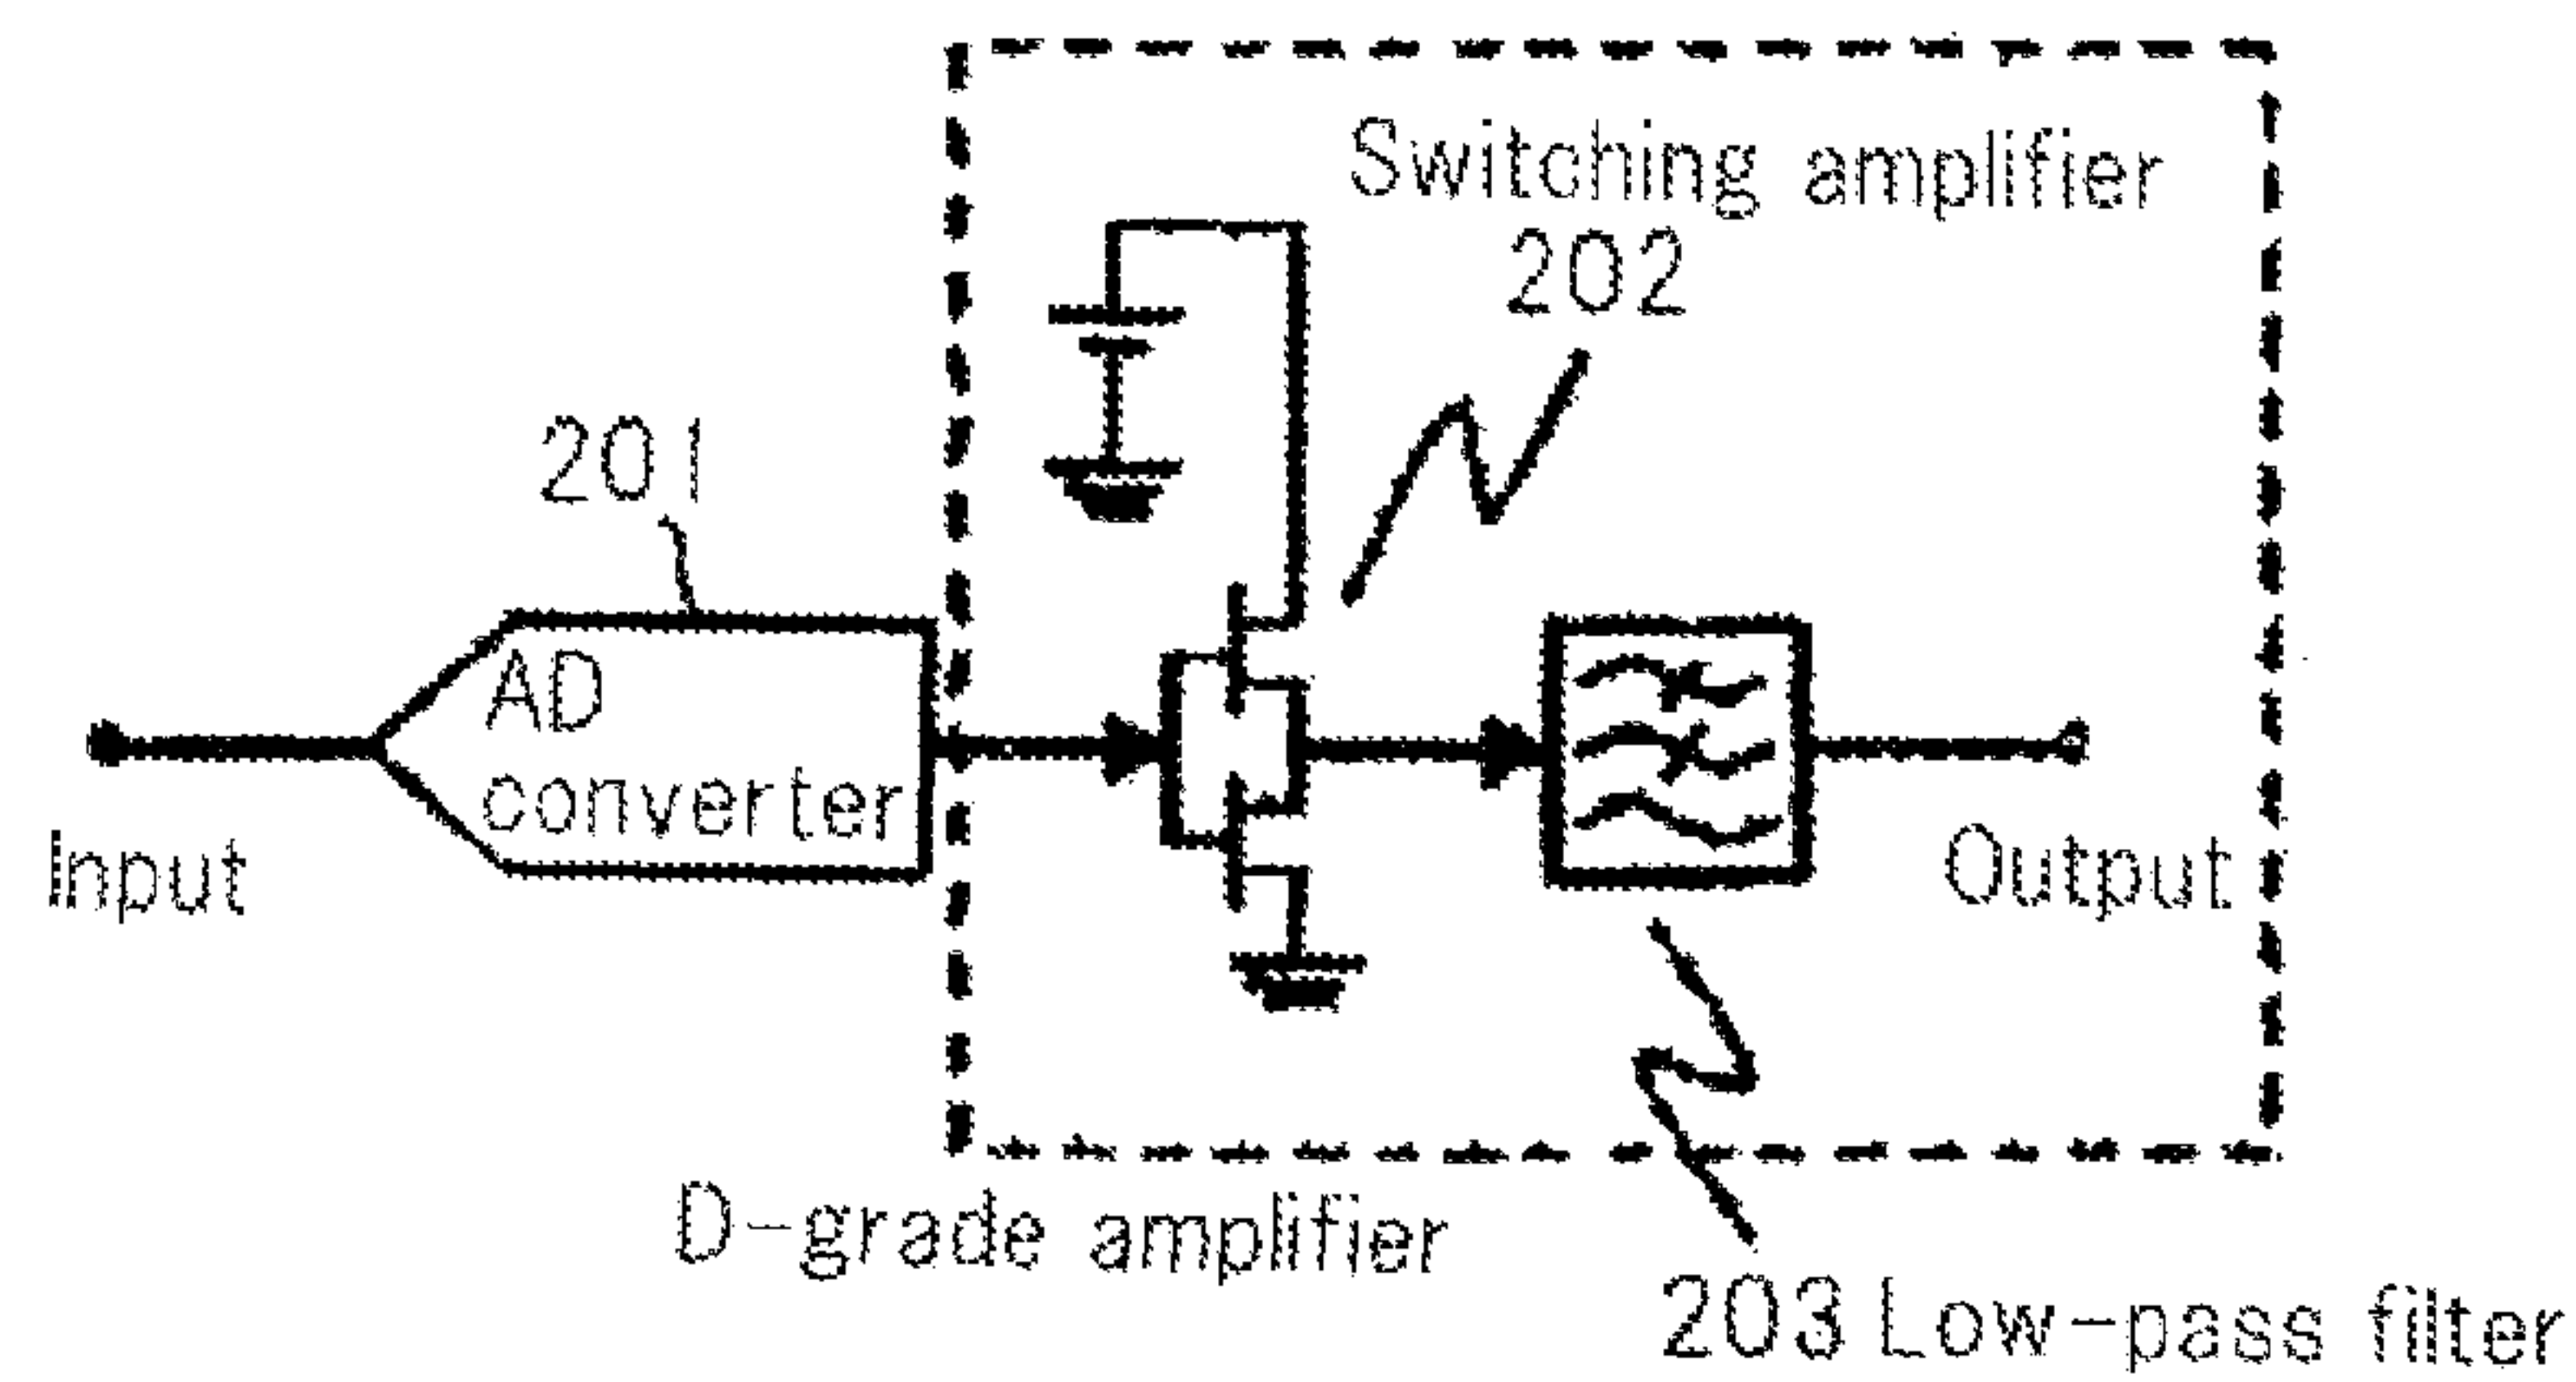 Switching amplifier
202
201
AD
converter
Input
Output
D-grade amplifier
203 Low-pass filter